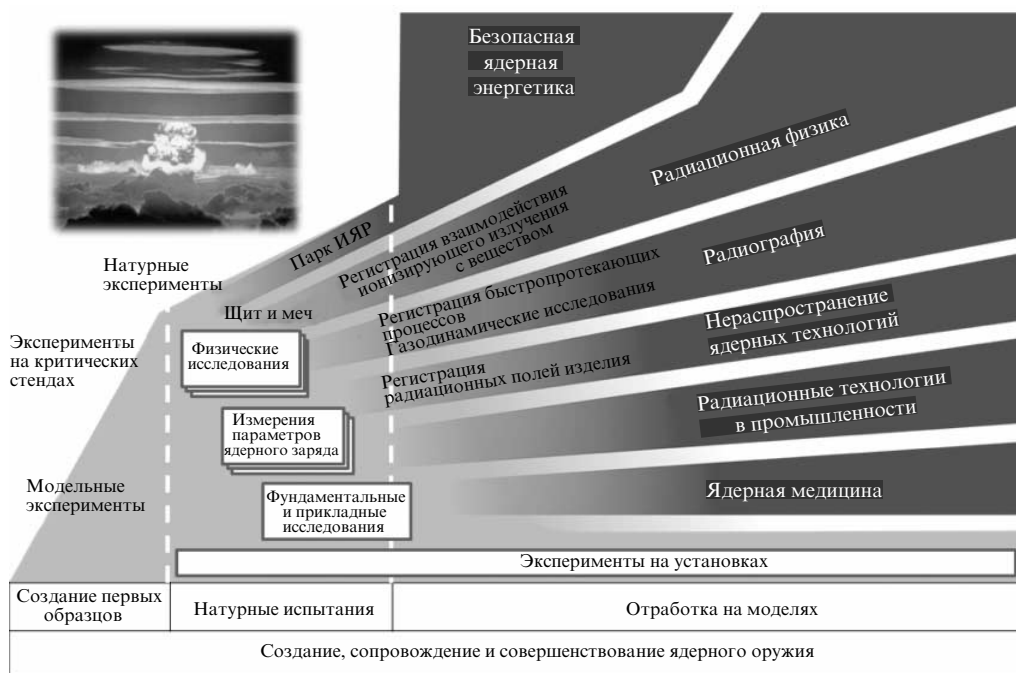 Безопасная
ядерная
энергетика
Радиационная физика
Парк ИЯР
Регистрация взаимодействия
ионизирующего излучения
с веществом
Натурные
эксперименты
Щит и меч
Регистрация быстропротекающих
процессов
Газодинамические исследования
Радиография
Эксперименты
на критических
стендах
Физические
исследования
Регистрация
радиационных полей изделия
Нераспространение
ядерных технологий
Измерения
параметров
ядерного заряда
Радиационные технологии
в промышленности
Модельные
эксперименты
Фундаментальные
и прикладные
исследования
Ядерная медицина
Эксперименты на установках
Создание первых
образцов
Натурные испытания
Отработка на моделях
Создание, сопровождение и совершенствование ядерного оружия